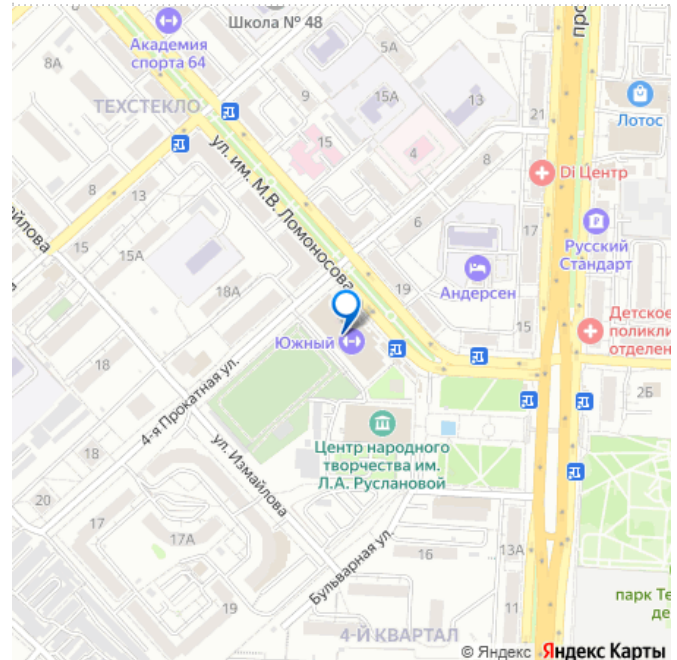 Школа № 48
Академия
спорта 64
8А
5А
ТЕХСТЕКЛО
9
15А
13
15
4
21
Лотос
ул. им. М.В. Ломоносова
8
Di Центр
8
13
6
Русский
Стандарт
Измайлова
15
15А
18А
19
Андерсен
15
Детское
поликли
отделен
Южный
18
4-я Прокатная ул.
2Б
ул. Измайлова
Центр народного
творчества им.
Л.А. Руслановой
18
20
17
17А
Бульварная ул.
16
13А
19
11
4-Й КВАРТАЛ
парк Те
де
© Яндекс Яндекс Карты